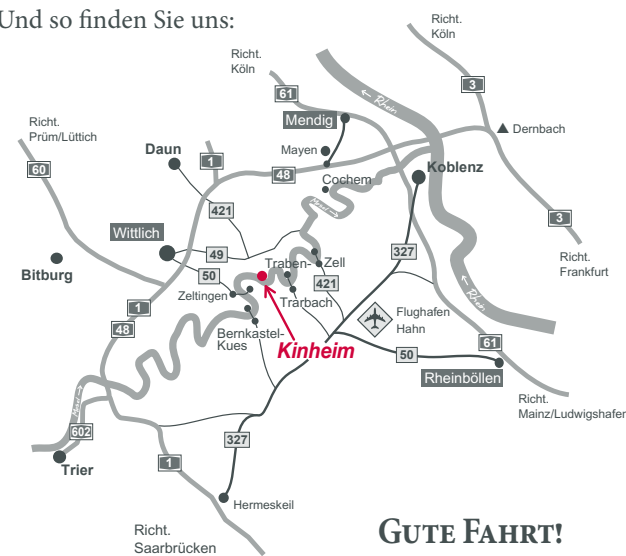 Und so finden Sie uns:
Richt.
Köln
Richt.
Köln
61
3
← Rhein
Mendig
Richt.
Prüm/Lüttich
Dernbach
Daun
Mayen
1
60
48
Koblenz
Cochem
421
Mosel →
3
Wittlich
49
327
Richt.
Frankfurt
Bitburg
50
Traben-
Zell
421
← Rhein
Zeltingen
Trarbach
1
48
Flughafen
Hahn
Bernkastel-
Kues
Kinheim
61
50
Rheinböllen
Mosel →
Richt.
Mainz/Ludwigshafer
602
327
Trier
1
Hermeskeil
Richt.
Saarbrücken
Gute Fahrt!